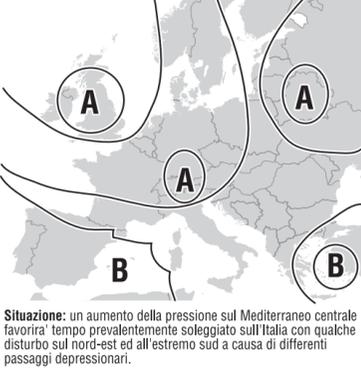 A
A
A
B
B
Situazione: un aumento della pressione sul Mediterraneo centrale
favorira' tempo prevalentemente soleggiato sull'Italia con qualche
disturbo sul nord-est ed all'estremo sud a causa di differenti
passaggi depressionari.